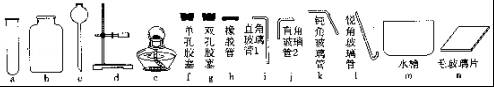 单孔胶塞
双孔胶塞
橡胶管
直角玻璃管1
直角玻璃管2
钝角玻璃管
锐角玻璃管
水槽
毛玻璃片
a b c d e f g h i j k l m n